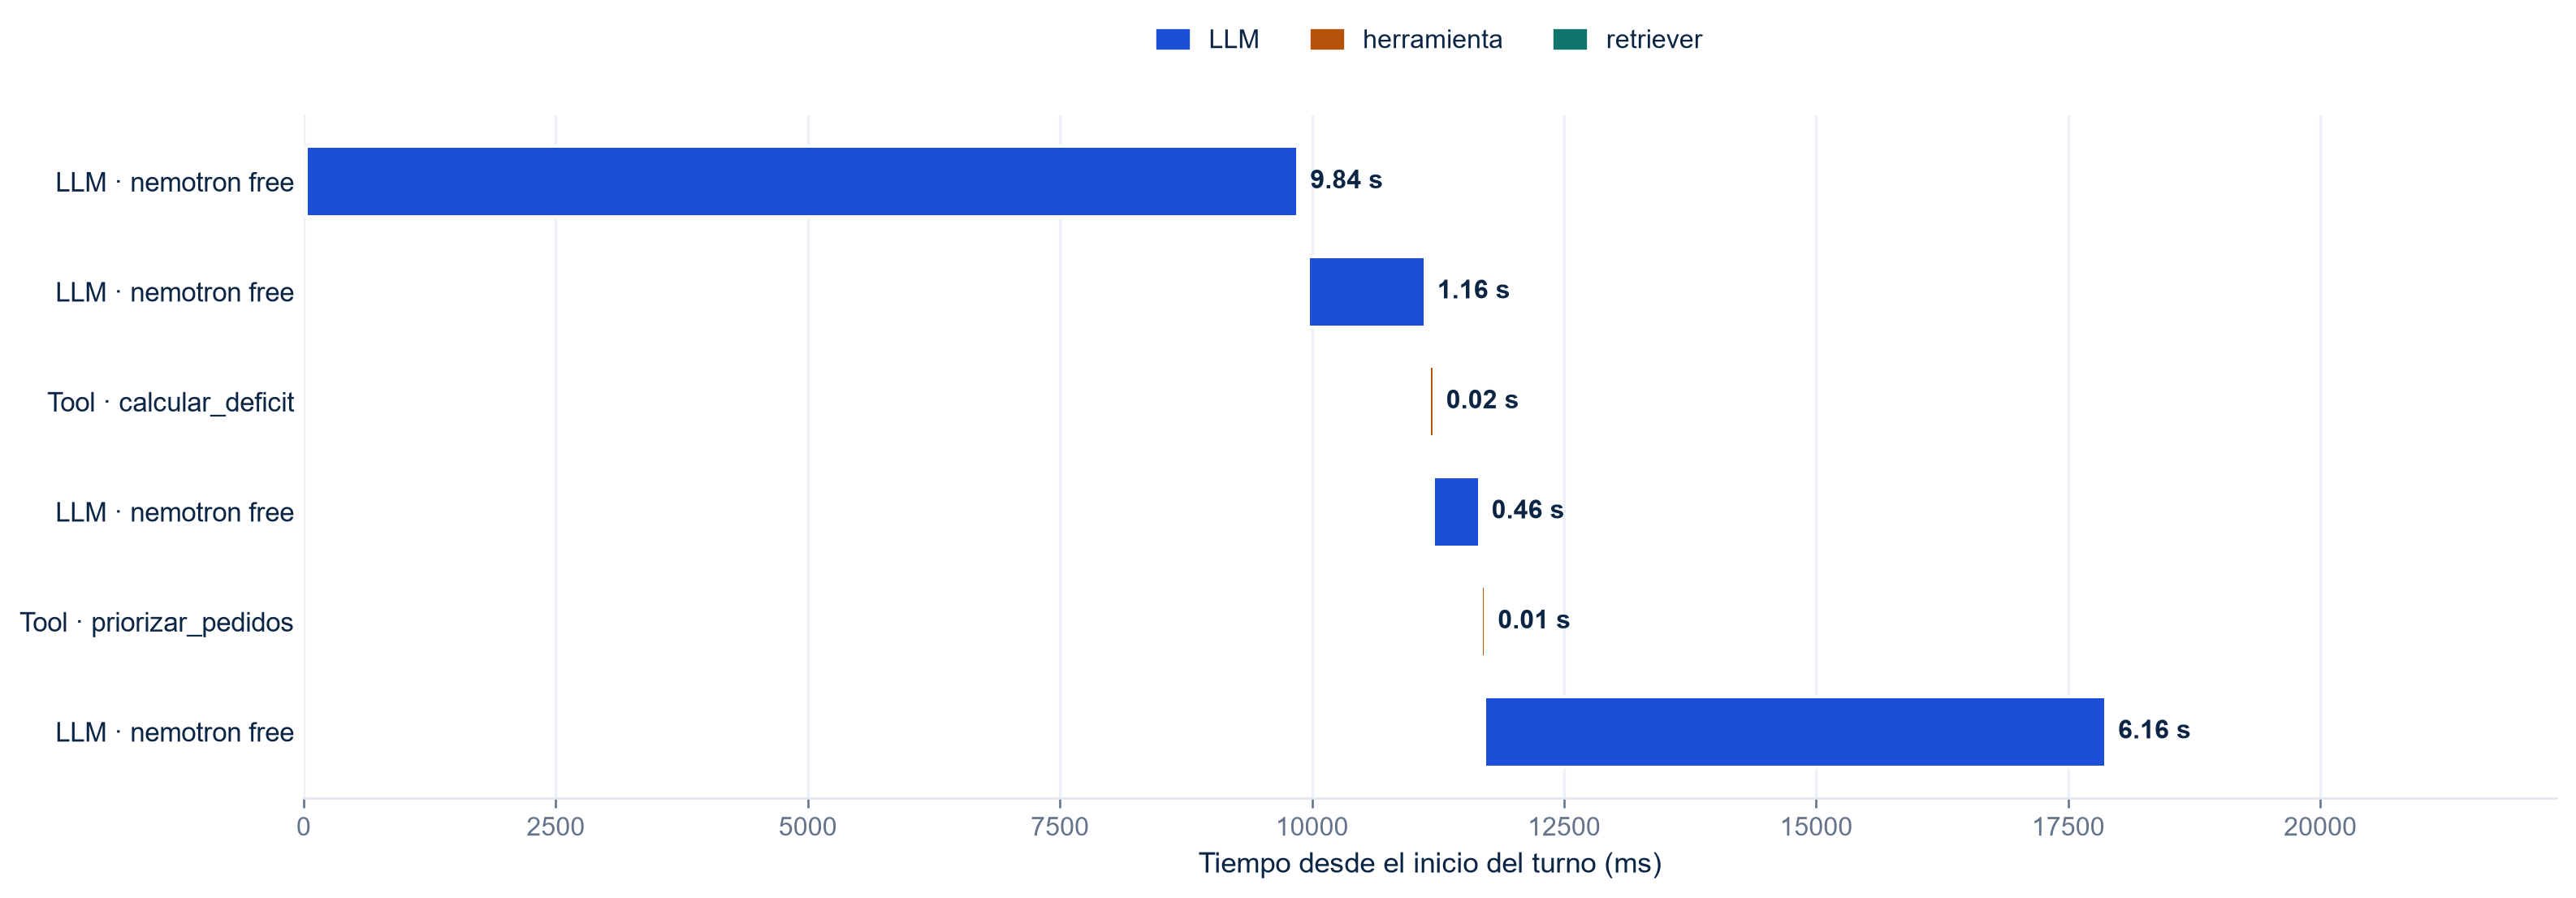 LLM herramienta retriever
LLM · nemotron free 9.84 s
LLM · nemotron free 1.16 s
Tool · calcular_deficit 0.02 s
LLM · nemotron free 0.46 s
Tool · priorizar_pedidos 0.01 s
LLM · nemotron free 6.16 s
0 2500 5000 7500 10000 12500 15000 17500 20000
Tiempo desde el inicio del turno (ms)